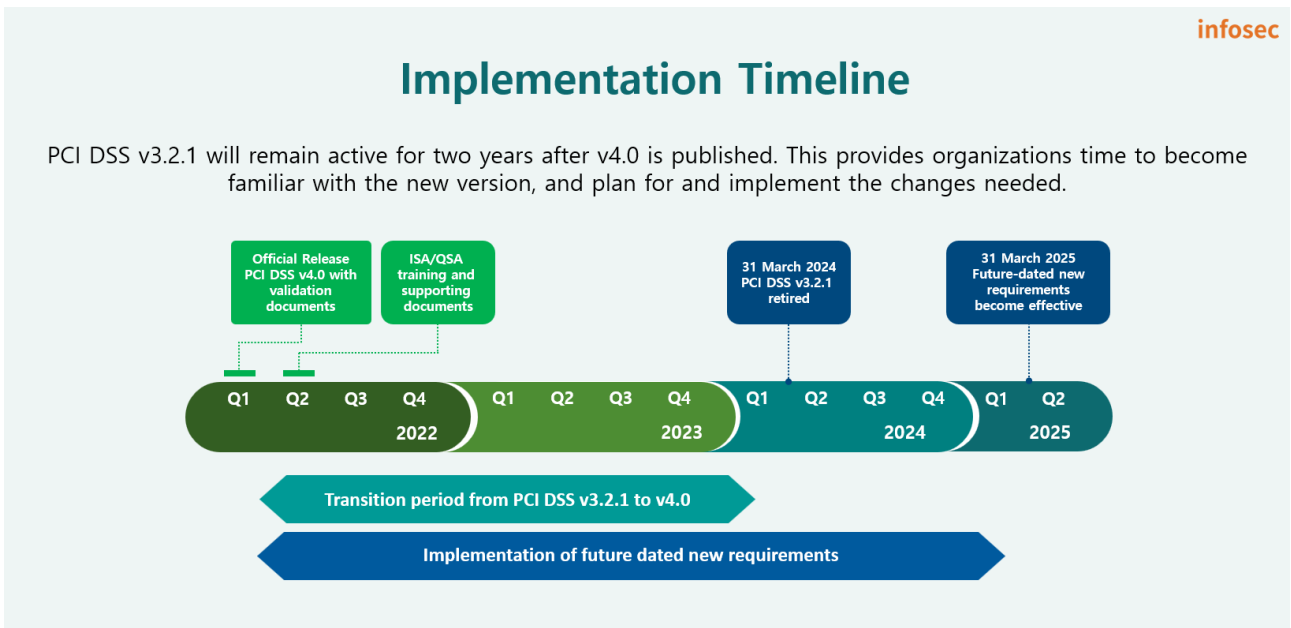 infosec
Implementation Timeline
PCI DSS v3.2.1 will remain active for two years after v4.0 is published. This provides organizations time to become
familiar with the new version, and plan for and implement the changes needed.
Official Release
PCI DSS v4.0 with
validation
documents
ISA/QSA
training and
supporting
documents
31 March 2024
PCI DSS v3.2.1
retired
31 March 2025
Future-dated new
requirements
become effective
Q1 Q2 Q3 Q4
2022
Q1 Q2 Q3 Q4
2023
Q1 Q2 Q3 Q4
2024
Q1 Q2
2025
Transition period from PCI DSS v3.2.1 to v4.0
Implementation of future dated new requirements